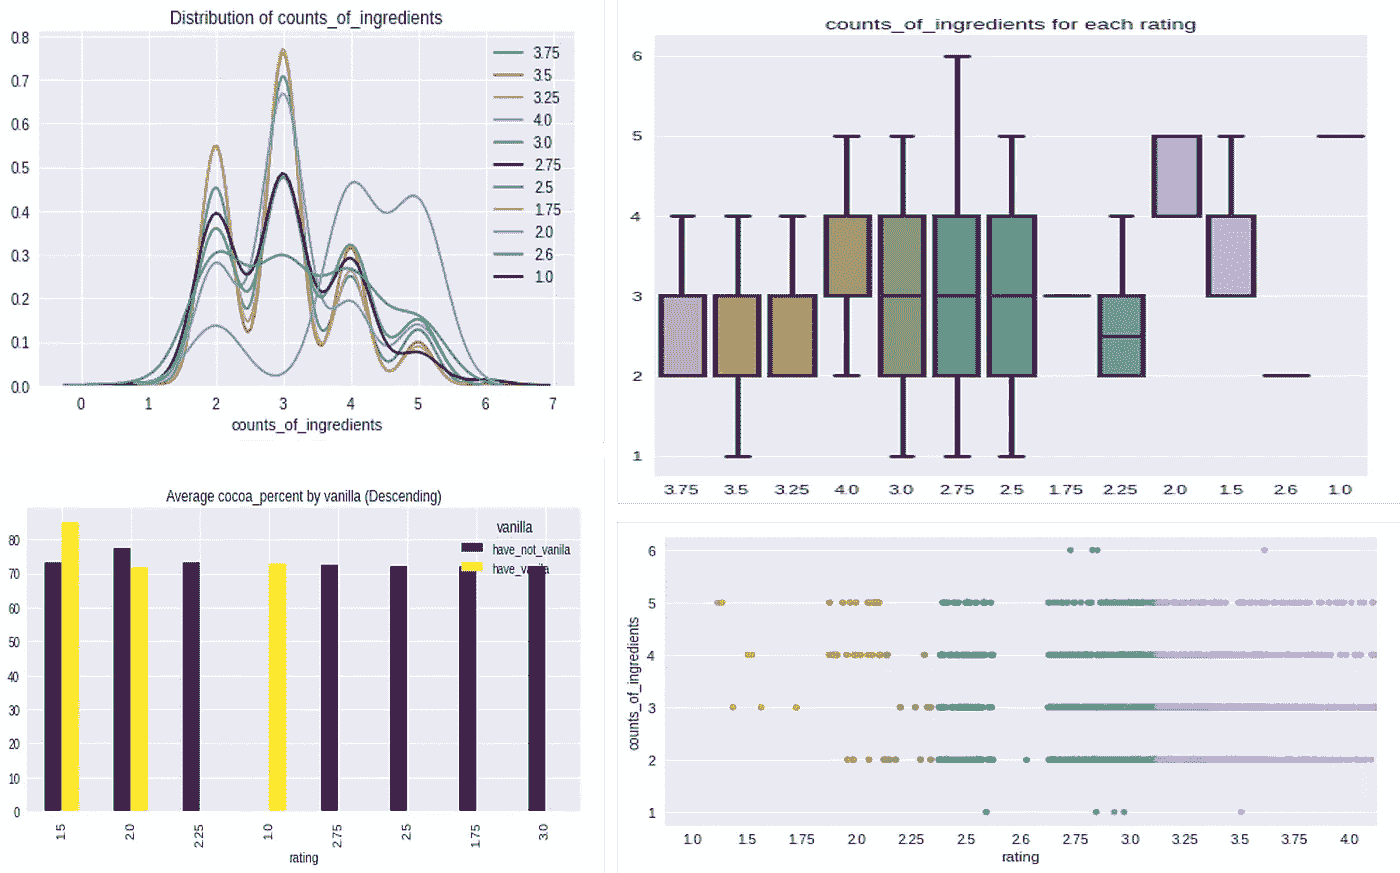 Distribution of counts_of_ingredients
0.8
0.7
0.6
0.5
0.4
0.3
0.2
0.1
0.0
3.75
3.5
3.25
4.0
3.0
2.75
2.5
1.75
2.0
2.6
1.0
0 1 2 3 4 5 6 7
counts_of_ingredients
counts_of_ingredients for each rating
6
5
4
3
2
1
3.75 3.5 3.25 4.0 3.0 2.75 2.5 1.75 2.25 2.0 1.5 2.6 1.0
Average cocoa_percent by vanilla (Descending)
80
70
60
50
40
30
20
10
0
vanilla
have_not_vanila
have_vanila
1.5 2.0 2.25 1.0 2.75 2.5 1.75 3.0
rating
counts_of_ingredients
6
5
4
3
2
1
1.0 1.5 1.75 2.0 2.25 2.5 2.6 2.75 3.0 3.25 3.5 3.75 4.0
rating